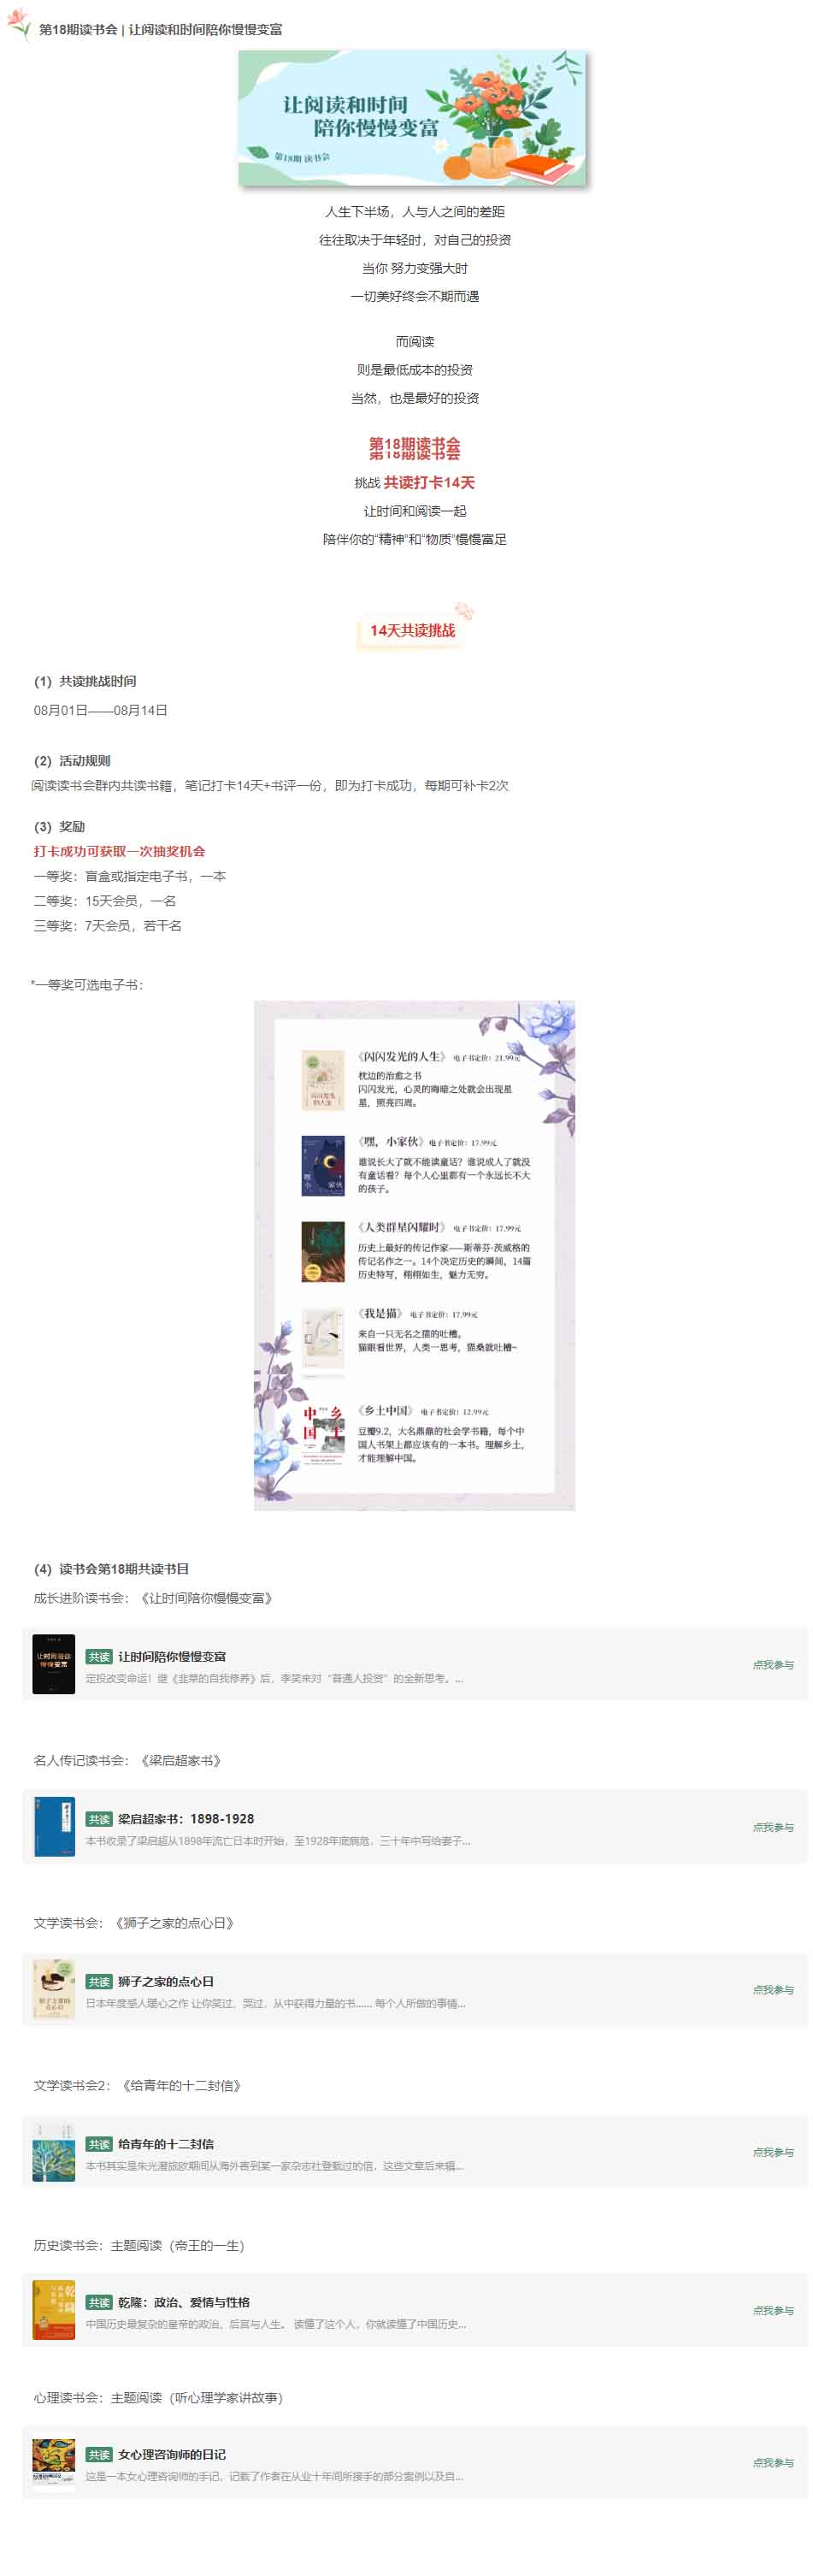 第18期读书会 | 让阅读和时间陪你慢慢变富
让阅读和时间
陪你慢慢变富
第18期 读书会
人生下半场，人与人之间的差距
往往取决于年轻时，对自己的投资
当你 努力变强大时
一切美好终会不期而遇
而阅读
则是最低成本的投资
当然，也是最好的投资
第18期读书会
挑战 共读打卡14天
让时间和阅读一起
陪伴你的“精神”和“物质”慢慢富足
14天共读挑战
（1）共读挑战时间
08月01日——08月14日
（2）活动规则
阅读读书会群内共读书籍，笔记打卡14天+书评一份，即为打卡成功，每期可补卡2次
（3）奖励
打卡成功可获取一次抽奖机会
一等奖：盲盒或指定电子书，一本
二等奖：15天会员，一名
三等奖：7天会员，若干名
*一等奖可选电子书：
《闪闪发光的人生》 电子书定价：21.99元
枕边的治愈之书
闪闪发光，心灵的晦暗之处就会出现星
星，照亮四周。
《嘿，小家伙》 电子书定价：17.99元
谁说长大了就不能读童话？谁说成人了就没
有童话看？每个人心里都有一个永远长不大
的孩子。
《人类群星闪耀时》 电子书定价：17.99元
历史上最好的传记作家——斯蒂芬·茨威格的
传记名作之一。14个决定历史的瞬间，14篇
历史特写，栩栩如生，魅力无穷。
《我是猫》 电子书定价：17.99元
来自一只无名之猫的吐槽。
猫眼看世界，人类一思考，猫桑就吐槽~
乡土
中国
《乡土中国》 电子书定价：12.99元
豆瓣9.2，大名鼎鼎的社会学书籍，每个中
国人书架上都应该有的一本书。理解乡土，
才能理解中国。
（4）读书会第18期共读书目
成长进阶读书会：《让时间陪你慢慢变富》
让时间陪你
慢慢变富
共读 让时间陪你慢慢变富
定投改变命运！继《韭菜的自我修养》后，李笑来对“普通人投资”的全新思考。...
点我参与
名人传记读书会：《梁启超家书》
共读 梁启超家书：1898-1928
本书收录了梁启超从1898年流亡日本时开始，至1928年底病危，三十年中写给妻子...
点我参与
文学读书会：《狮子之家的点心日》
狮子之家的
点心日
共读 狮子之家的点心日
日本年度感人暖心之作 让你笑过，哭过，从中获得力量的书...... 每个人所做的事情...
点我参与
文学读书会2：《给青年的十二封信》
共读 给青年的十二封信
本书其实是朱光潜旅欧期间从海外寄到某一家杂志社登载过的信，这些文章后来辑...
点我参与
历史读书会：主题阅读（帝王的一生）
乾隆
共读 乾隆：政治、爱情与性格
中国历史最复杂的皇帝的政治、后宫与人生。 读懂了这个人，你就读懂了中国历史...
点我参与
心理读书会：主题阅读（听心理学家讲故事）
共读 女心理咨询师的日记
这是一本女心理咨询师的手记，记载了作者在从业十年间所接手的部分案例以及自...
点我参与